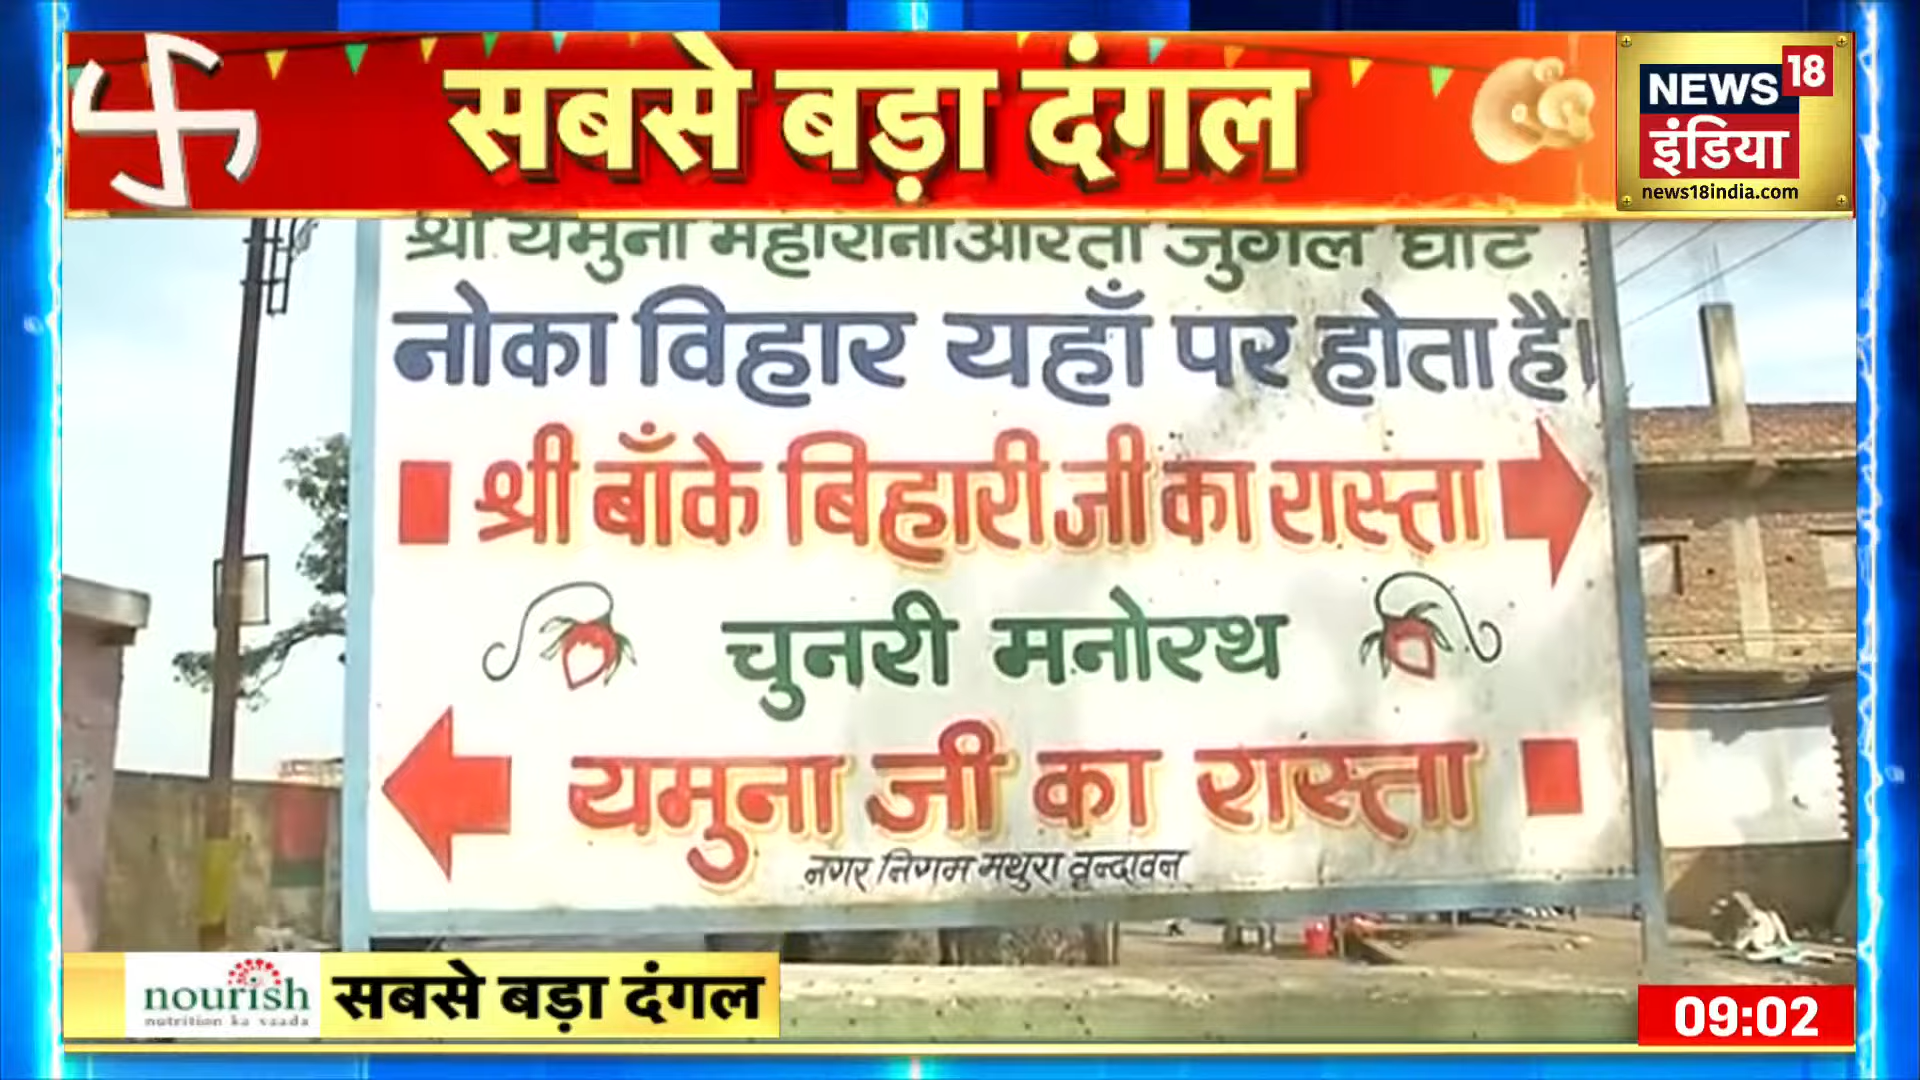 सबसे बड़ा दंगल
NEWS 18
इंडिया
news18india.com
श्री यमुना महारानी आरती जुगल घाट
नोका विहार यहाँ पर होता है।
श्री बाँके बिहारी जी का रास्ता
चुनरी मनोरथ
यमुना जी का रास्ता
नगर निगम मथुरा वृन्दावन
nourish
nutrition ka vaada
सबसे बड़ा दंगल
09:02